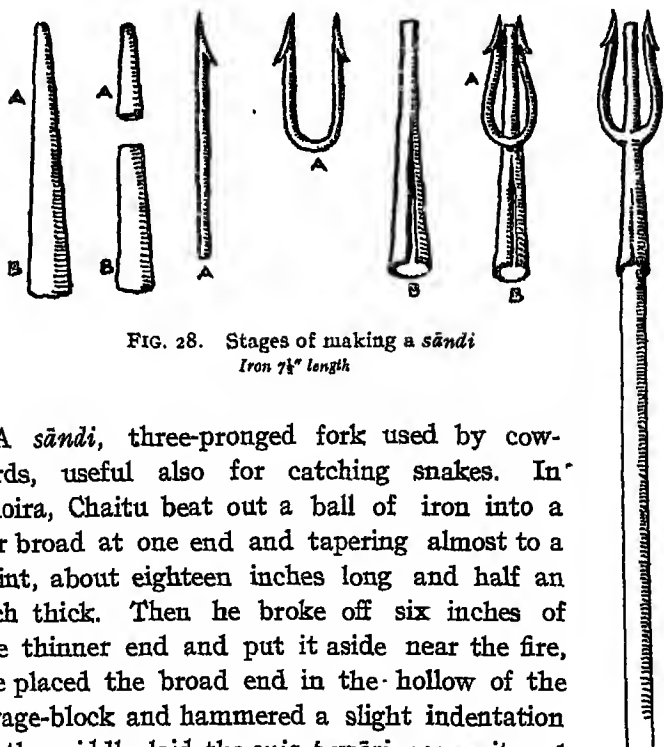 A A A A A
B B B B
FIG. 28. Stages of making a sāndi
Iron 7½" length
A sāndi, three-pronged fork used by cow-
rds, useful also for catching snakes. In
oira, Chaitu beat out a ball of iron into a
r broad at one end and tapering almost to a
int, about eighteen inches long and half an
ch thick. Then he broke off six inches of
e thinner end and put it aside near the fire,
e placed the broad end in the hollow of the
age-block and hammered a slight indentation